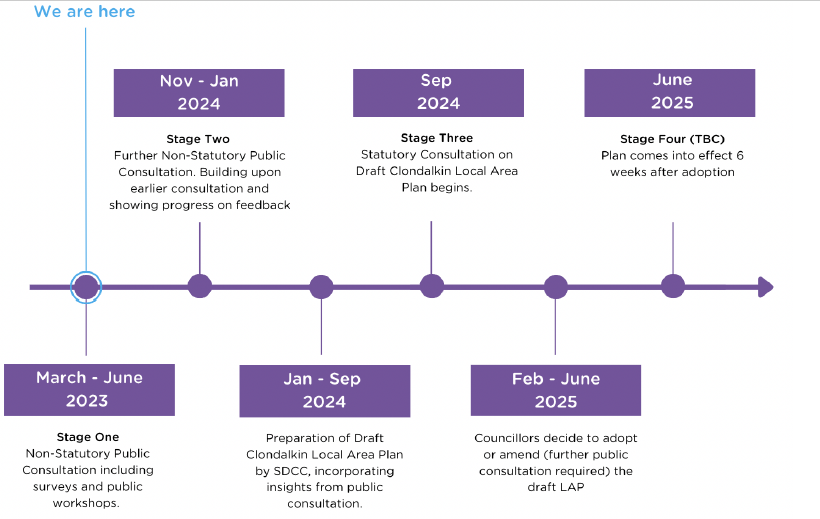 We are here
Nov - Jan
2024
Stage Two
Further Non-Statutory Public
Consultation. Building upon
earlier consultation and
showing progress on feedback
Sep
2024
Stage Three
Statutory Consultation on
Draft Clondalkin Local Area
Plan begins.
June
2025
Stage Four (TBC)
Plan comes into effect 6
weeks after adoption
March - June
2023
Stage One
Non-Statutory Public
Consultation including
surveys and public
workshops.
Jan - Sep
2024
Preparation of Draft
Clondalkin Local Area Plan
by SDCC, incorporating
insights from public
consultation.
Feb - June
2025
Councillors decide to adopt
or amend (further public
consultation required) the
draft LAP